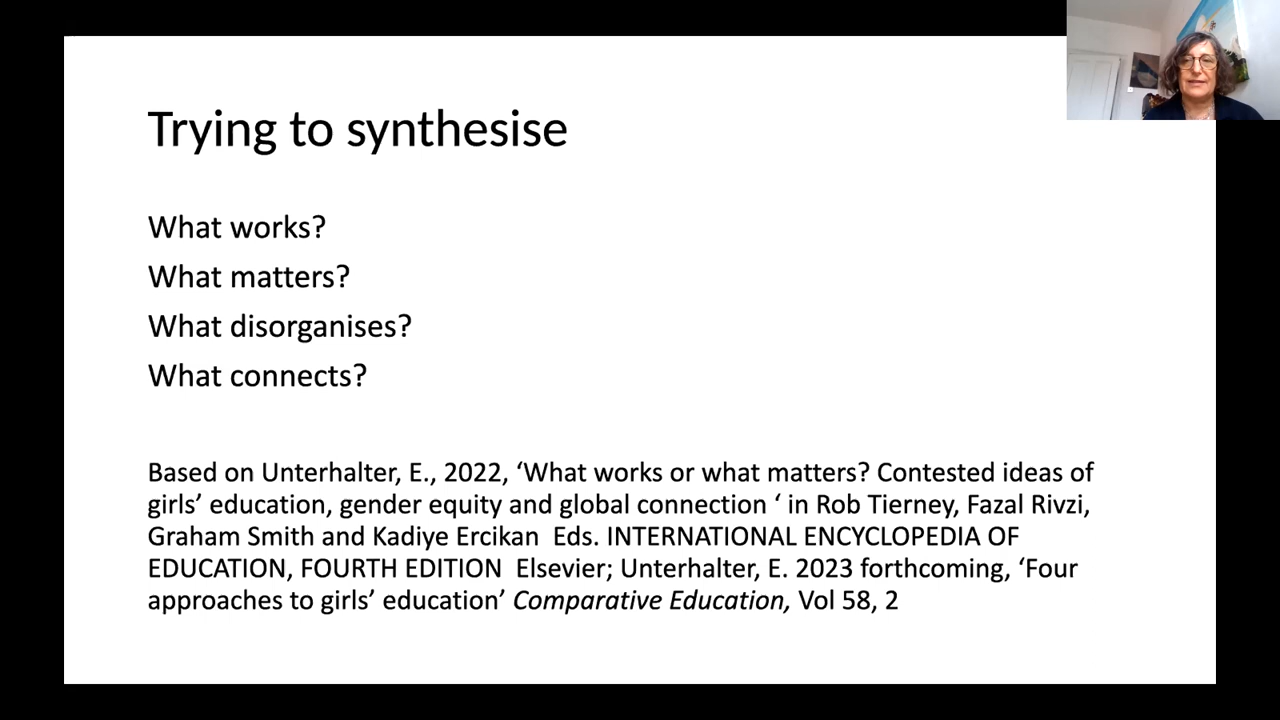 Trying to synthesise
What works?
What matters?
What disorganises?
What connects?
Based on Unterhalter, E., 2022, ‘What works or what matters? Contested ideas of
girls’ education, gender equity and global connection ‘ in Rob Tierney, Fazal Rivzi,
Graham Smith and Kadiye Ercikan  Eds. INTERNATIONAL ENCYCLOPEDIA OF
EDUCATION, FOURTH EDITION  Elsevier; Unterhalter, E. 2023 forthcoming, ‘Four
approaches to girls’ education’ Comparative Education, Vol 58, 2